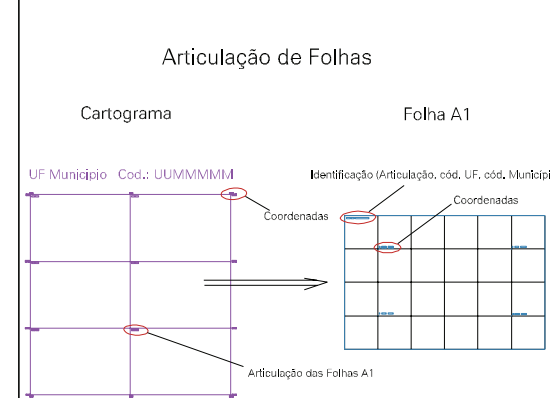 Articulação de Folhas
Cartograma
Folha A1
UF Municipio Cod.: UUMMMMM
Identificação (Articulação, cód. UF, cód. Municípi
Coordenadas
Coordenadas
Articulação das Folhas A1